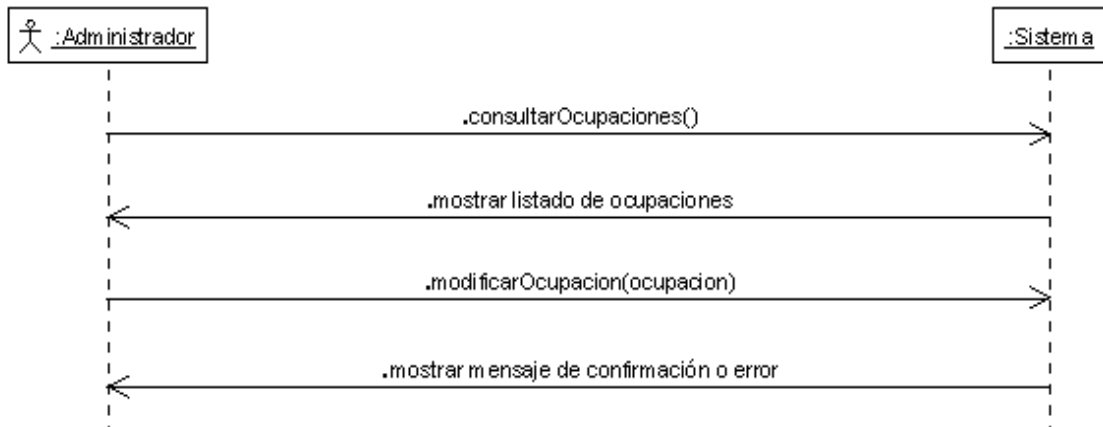 :Administrador
:Sistema
.consultarOcupaciones()
.mostrar listado de ocupaciones
.modificarOcupacion(ocupacion)
.mostrar mensaje de confirmación o error